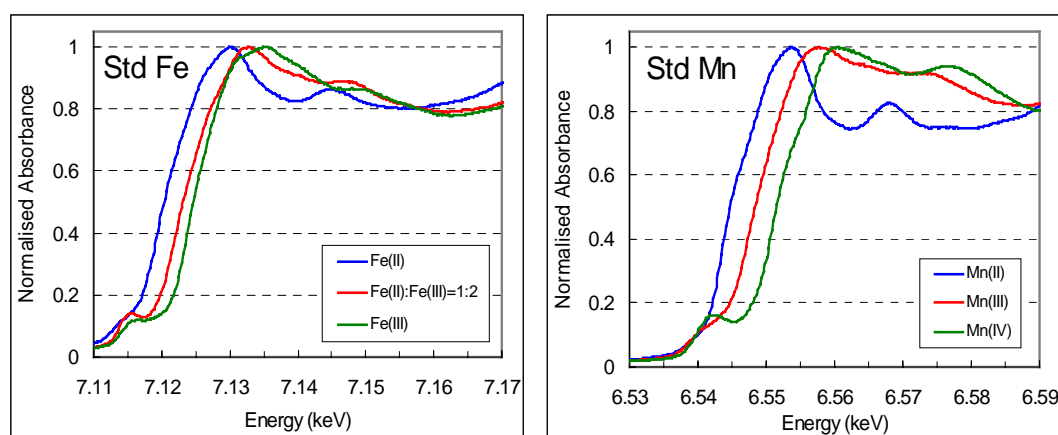 Std Fe
Normalised Absorbance
1
0.8
0.6
0.4
0.2
0
7.11 7.12 7.13 7.14 7.15 7.16 7.17
Energy (keV)
Fe(II)
Fe(II):Fe(III)=1:2
Fe(III)
Std Mn
Normalised Absorbance
1
0.8
0.6
0.4
0.2
0
6.53 6.54 6.55 6.56 6.57 6.58 6.59
Energy (keV)
Mn(II)
Mn(III)
Mn(IV)